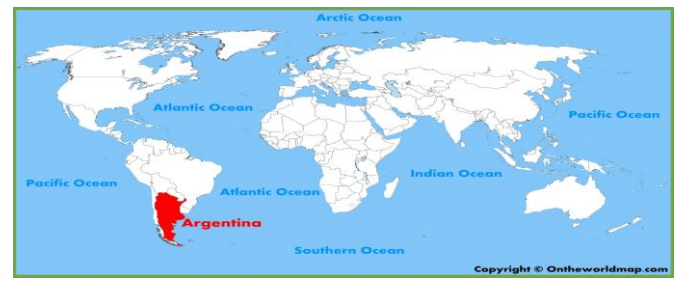 Arctic Ocean
Atlantic Ocean
Pacific Ocean
Indian Ocean
Pacific Ocean
Atlantic Ocean
Argentina
Southern Ocean
Copyright © Ontheworldmap.com